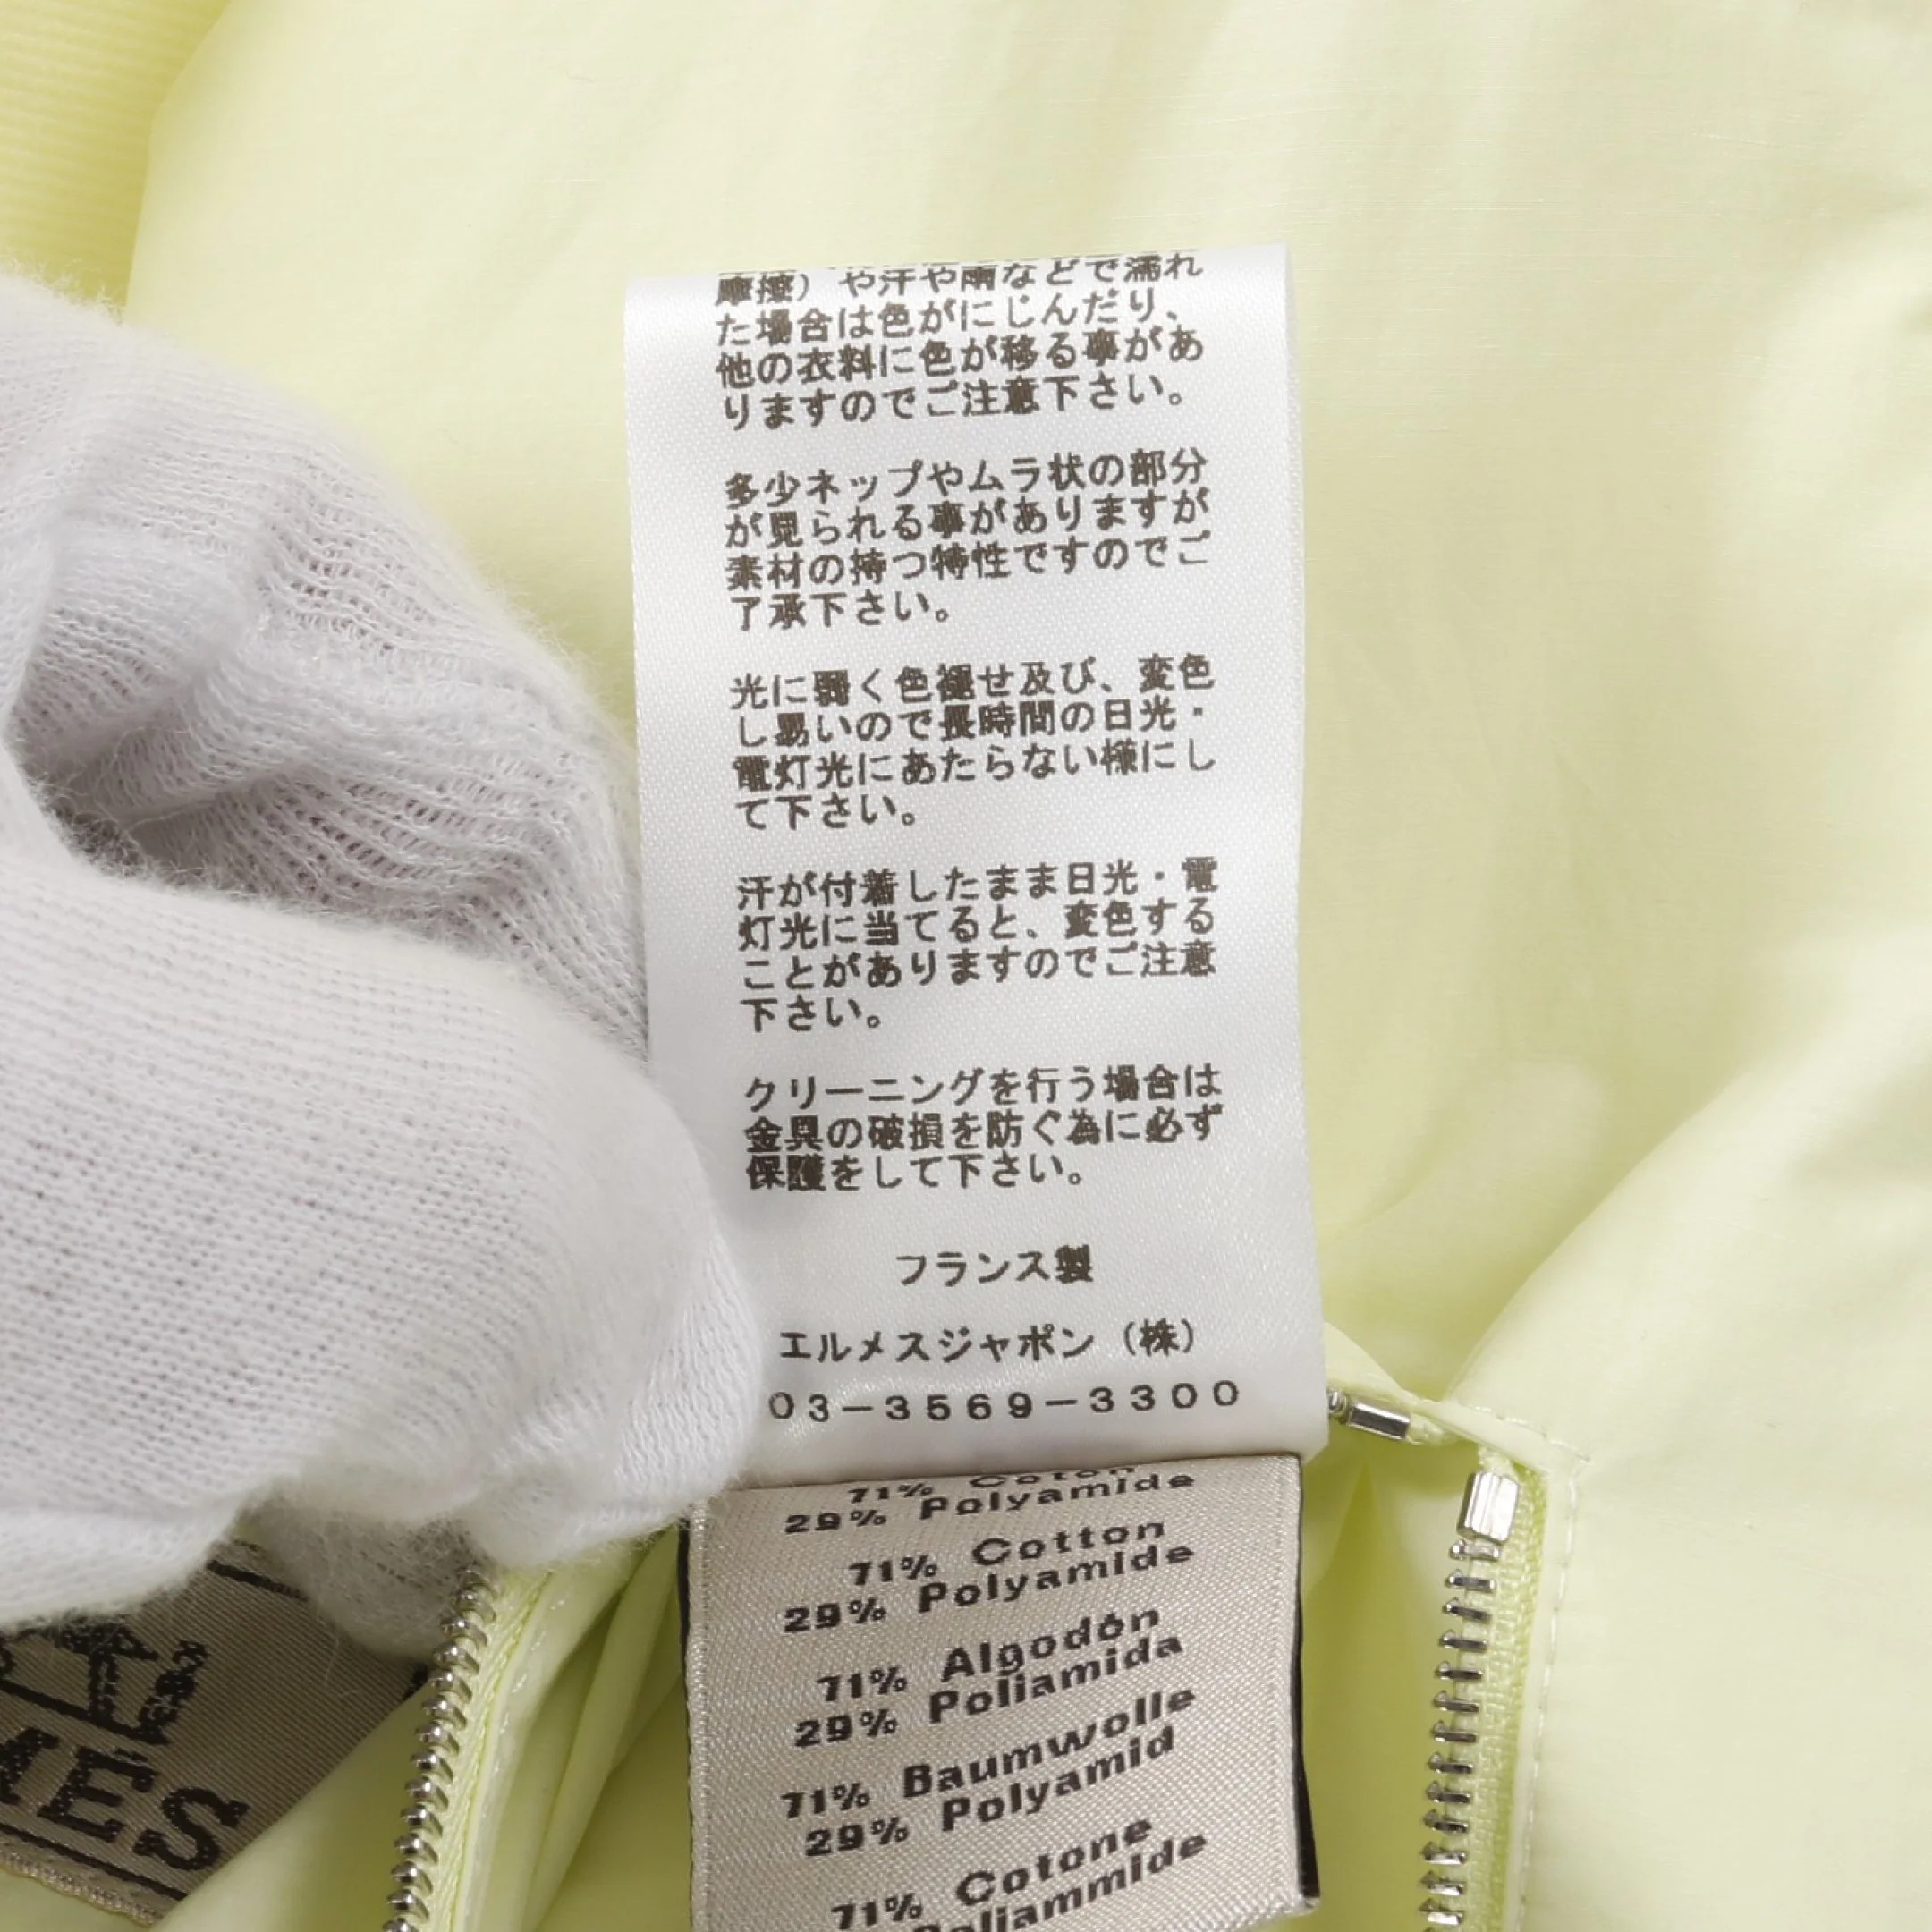 摩擦）や汗や雨などで濡れ
た場合は色がにじんだり、
他の衣料に色が移る事があ
りますのでご注意下さい。
多少ネップやムラ状の部分
が見られる事がありますが
素材の持つ特性ですのでご
了承下さい。
光に弱く色褪せ及び、変色
し易いので長時間の日光・
電灯光にあたらない様にし
て下さい。
汗が付着したまま日光・電
灯光に当てると、変色する
ことがありますのでご注意
下さい。
クリーニングを行う場合は
金具の破損を防ぐ為に必ず
保護をして下さい。
フランス製
エルメスジャポン（株）
03－3569－3300
71% Coton
29% Polyamide
71% Cotton
29% Polyamide
71% Algodón
29% Poliamida
71% Baumwolle
29% Polyamid
71% Cotone
Poliammide
MÈS